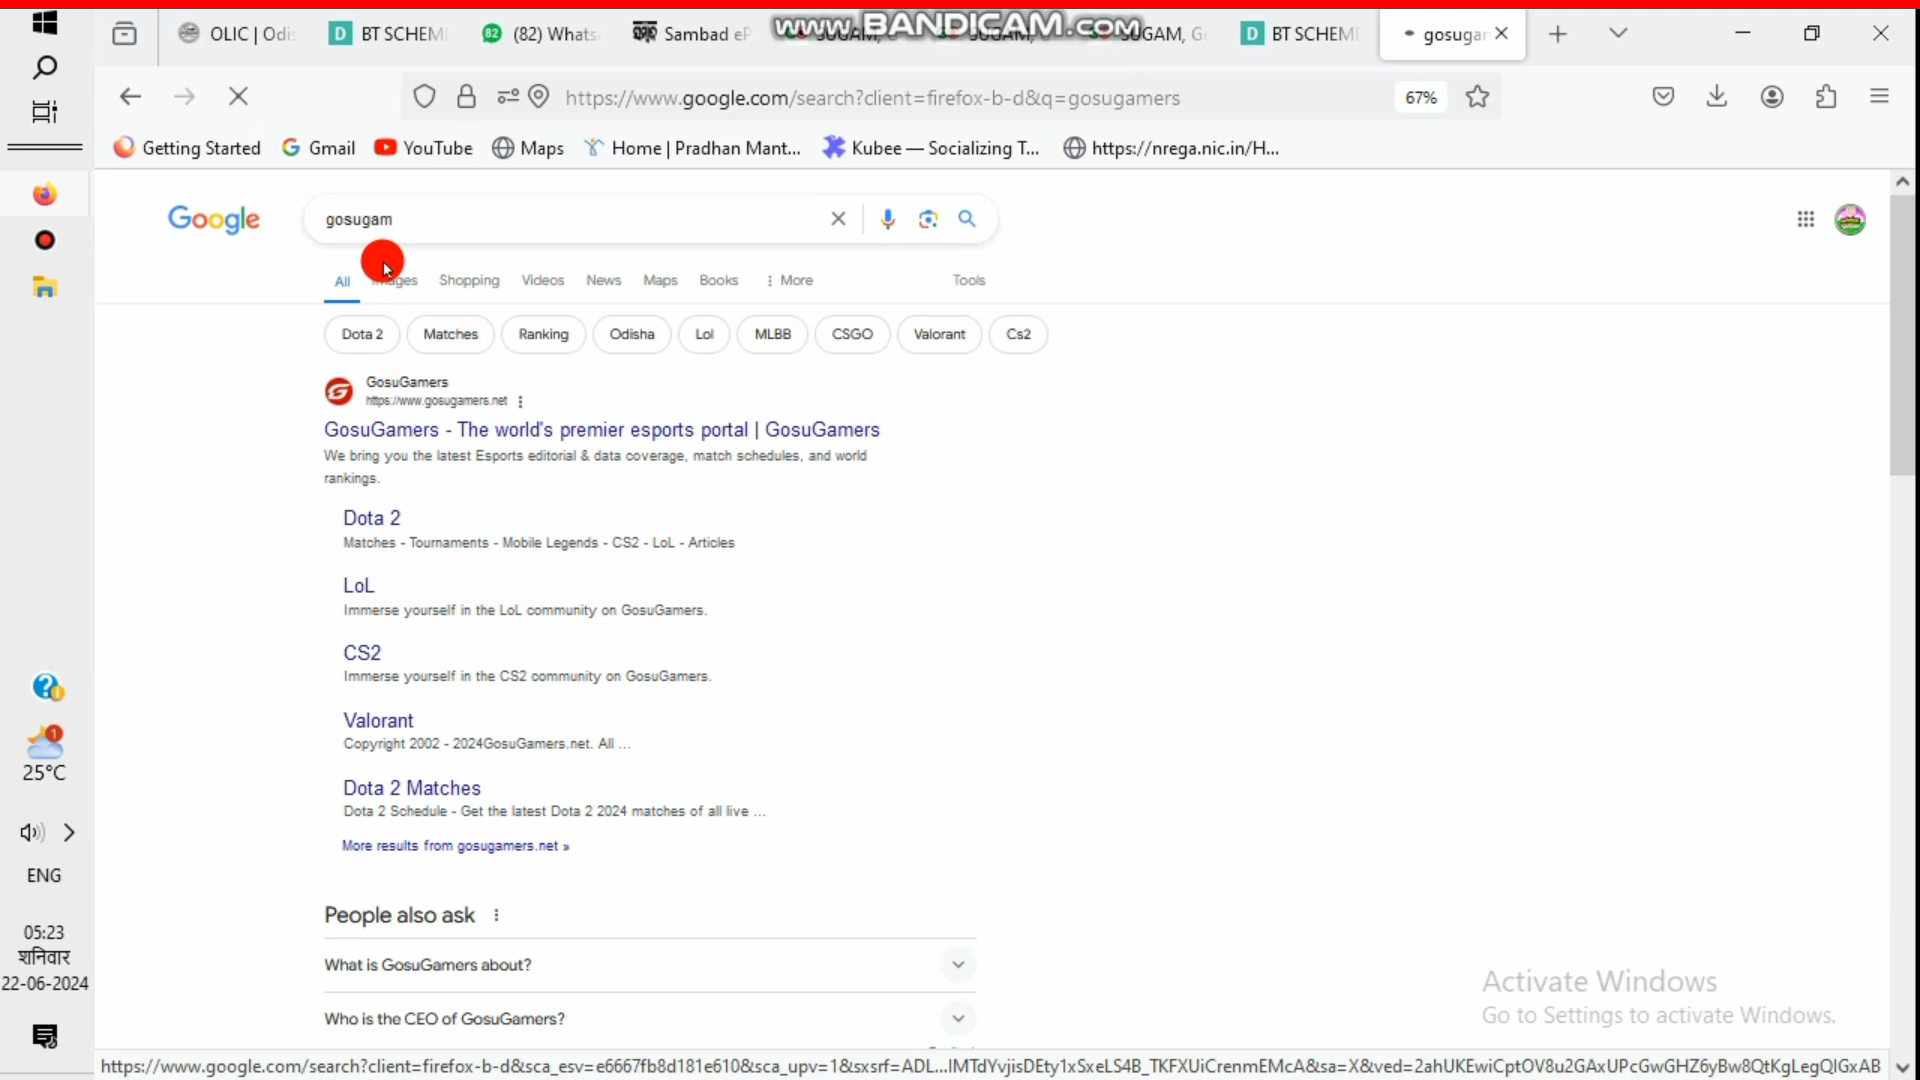 OLIC | Odi
BT SCHEM
(82) Whats
Sambad eP
www.BANDICAM.com
SUGAM, G
BT SCHEM
gosugar
https://www.google.com/search?client=firefox-b-d&q=gosugamers
67%
Getting Started
Gmail
YouTube
Maps
Home | Pradhan Mant...
Kubee — Socializing T...
https://nrega.nic.in/H...
Google
gosugam
All
Images
Shopping
Videos
News
Maps
Books
More
Tools
Dota 2
Matches
Ranking
Odisha
Lol
MLBB
CSGO
Valorant
Cs2
GosuGamers
https://www.gosugamers.net
GosuGamers - The world's premier esports portal | GosuGamers
We bring you the latest Esports editorial & data coverage, match schedules, and world
rankings.
Dota 2
Matches - Tournaments - Mobile Legends - CS2 - LoL - Articles
LoL
Immerse yourself in the LoL community on GosuGamers.
CS2
Immerse yourself in the CS2 community on GosuGamers.
Valorant
Copyright 2002 - 2024GosuGamers.net. All ...
Dota 2 Matches
Dota 2 Schedule - Get the latest Dota 2 2024 matches of all live ...
More results from gosugamers.net »
People also ask
What is GosuGamers about?
Who is the CEO of GosuGamers?
Activate Windows
Go to Settings to activate Windows.
25°C
ENG
05:23
शनिवार
22-06-2024
https://www.google.com/search?client=firefox-b-d&sca_esv=e6667fb8d181e610&sca_upv=1&sxsrf=ADL...IMTdYvjisDEty1xSxeLS4B_TKFXUiCrenmEMcA&sa=X&ved=2ahUKEwiCptOV8u2GAxUPcGwGHZ6yBw8QtKgLegQIGxAB